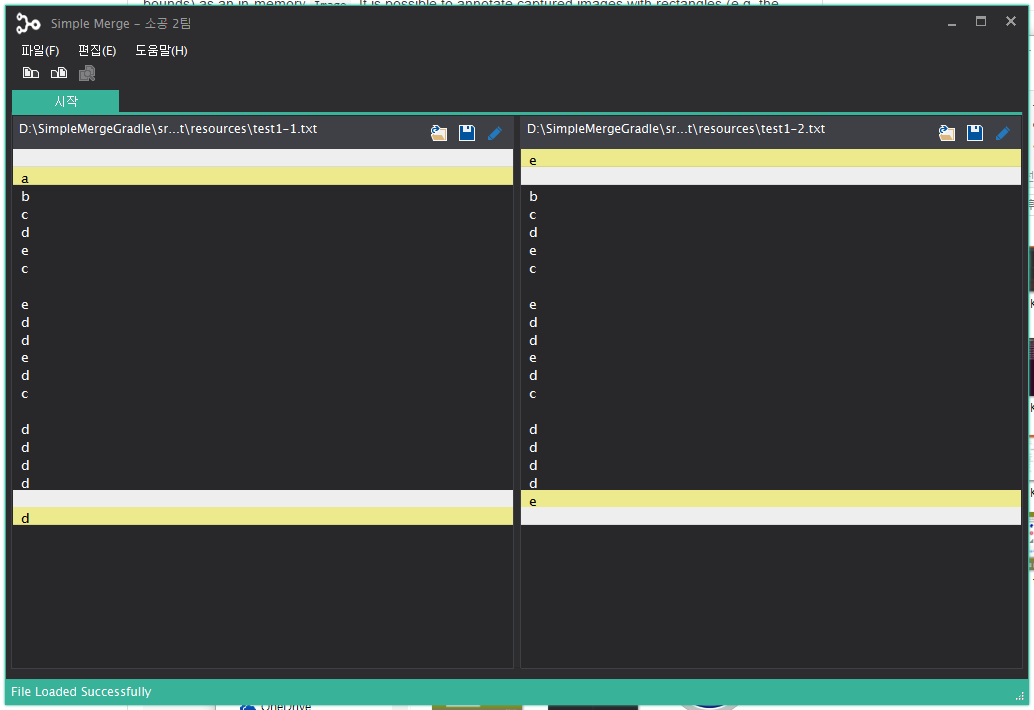 bounds) as an in-memory Image. It is possible to annotate captured images with rectangles (e.g. the
Simple Merge - 소공 2팀
파일(F) 편집(E) 도움말(H)
시작
D:\SimpleMergeGradle\sr...t\resources\test1-1.txt
a
b
c
d
e
c
e
d
d
e
d
c
d
d
d
d
d
D:\SimpleMergeGradle\sr...t\resources\test1-2.txt
e
b
c
d
e
c
e
d
d
e
d
c
d
d
d
d
e
File Loaded Successfully
OneDrive